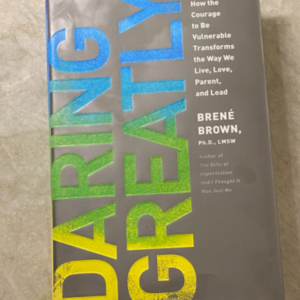 DARING
GREATLY
How the
Courage
to Be
Vulnerable
Transforms
the Way We
Live, Love,
Parent,
and Lead
BRENÉ
BROWN,
Ph.D., LMSW
Author of
The Gifts of
Imperfection
and I Thought It
Was Just Me